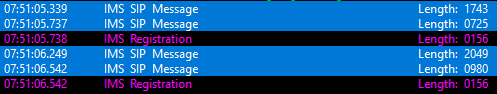 07:51:05.339 IMS SIP Message Length: 1743
07:51:05.737 IMS SIP Message Length: 0725
07:51:05.738 IMS Registration Length: 0156
07:51:06.249 IMS SIP Message Length: 2049
07:51:06.542 IMS SIP Message Length: 0980
07:51:06.542 IMS Registration Length: 0156